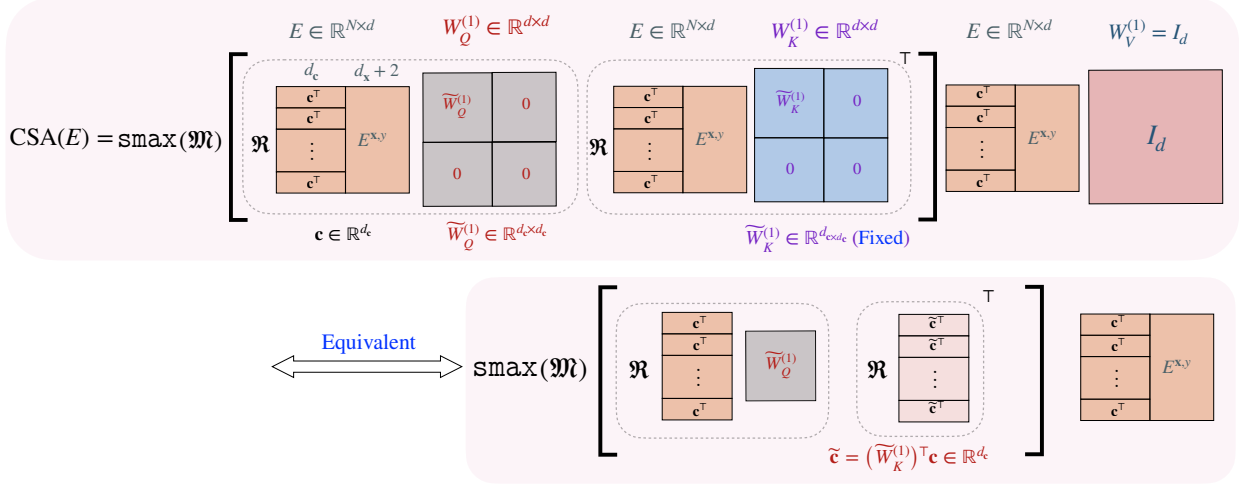 E ∈ ℝ^{N×d} W_Q^{(1)} ∈ ℝ^{d×d} E ∈ ℝ^{N×d} W_K^{(1)} ∈ ℝ^{d×d} E ∈ ℝ^{N×d} W_V^{(1)} = I_d
d_𝐜 d_𝐱 + 2 ⊤
CSA(E) = smax(𝔐) [ ℜ 𝐜^⊤ 𝐜^⊤ ⋮ 𝐜^⊤ E^{𝐱,y} W̃_Q^{(1)} 0 0 0 ℜ 𝐜^⊤ 𝐜^⊤ ⋮ 𝐜^⊤ E^{𝐱,y} W̃_K^{(1)} 0 0 0 ] 𝐜^⊤ 𝐜^⊤ ⋮ 𝐜^⊤ E^{𝐱,y} I_d
𝐜 ∈ ℝ^{d_𝐜} W̃_Q^{(1)} ∈ ℝ^{d_𝐜×d_𝐜} W̃_K^{(1)} ∈ ℝ^{d_{𝐜×d_𝐜}} (Fixed)
⊤
Equivalent smax(𝔐) [ ℜ 𝐜^⊤ 𝐜^⊤ ⋮ 𝐜^⊤ W̃_Q^{(1)} ℜ 𝐜̃^⊤ 𝐜̃^⊤ ⋮ 𝐜̃^⊤ ] 𝐜^⊤ 𝐜^⊤ ⋮ 𝐜^⊤ E^{𝐱,y}
𝐜̃ = (W̃_K^{(1)})^⊤ 𝐜 ∈ ℝ^{d_𝐜}